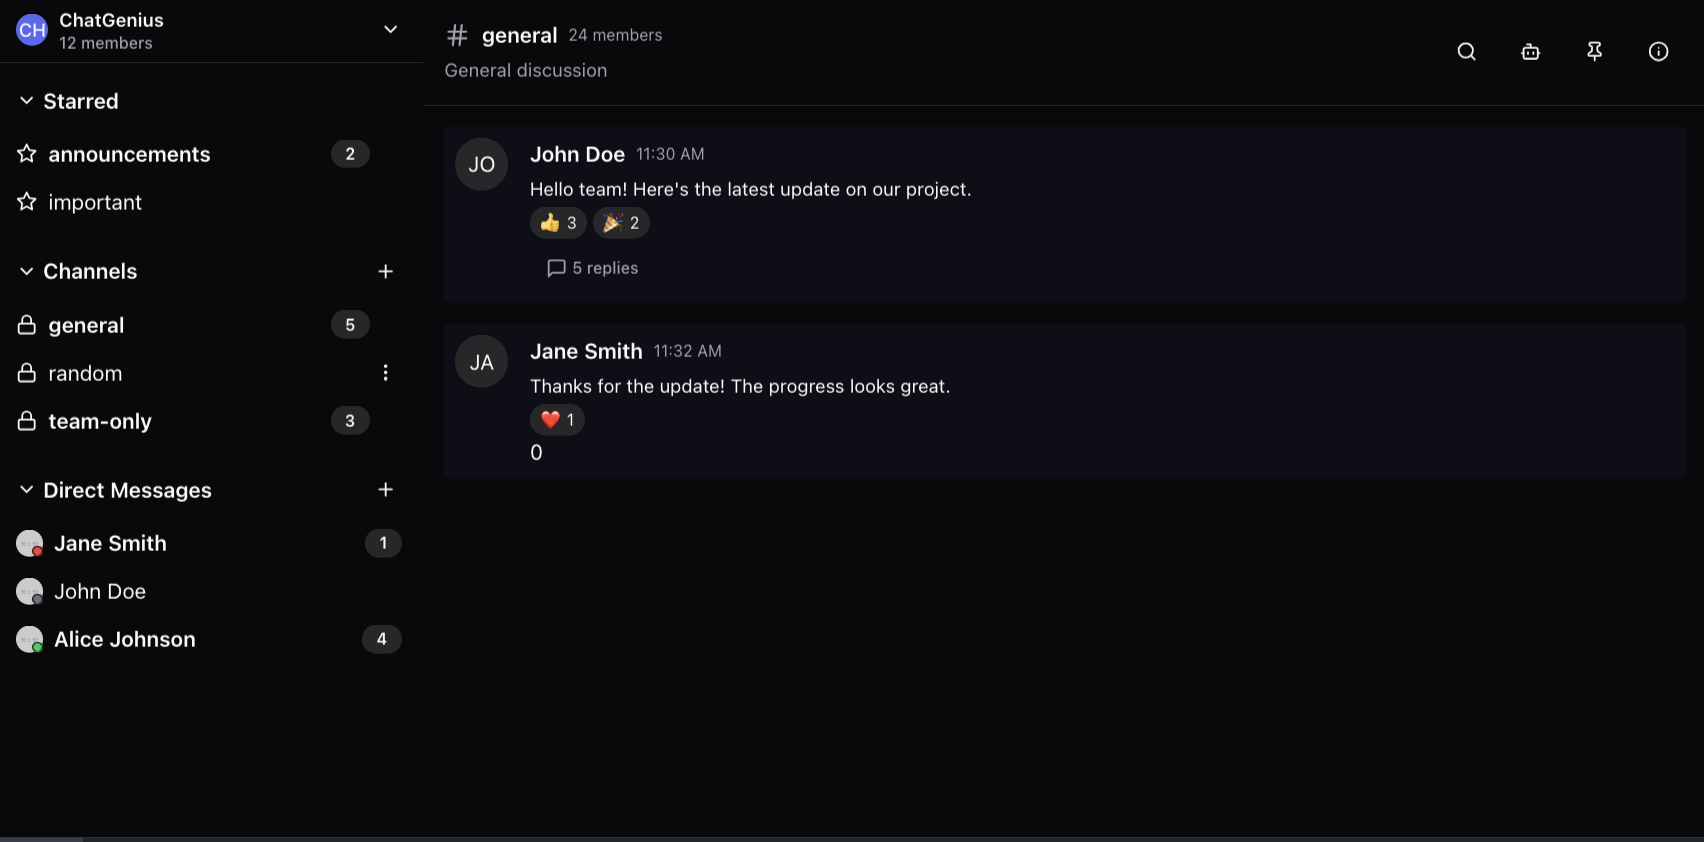 CH
ChatGenius
12 members
Starred
announcements 2
important
Channels
general 5
random
team-only 3
Direct Messages
Jane Smith 1
John Doe
Alice Johnson 4
# general 24 members
General discussion
JO
John Doe 11:30 AM
Hello team! Here's the latest update on our project.
👍 3 🎉 2
5 replies
JA
Jane Smith 11:32 AM
Thanks for the update! The progress looks great.
❤️ 1
0